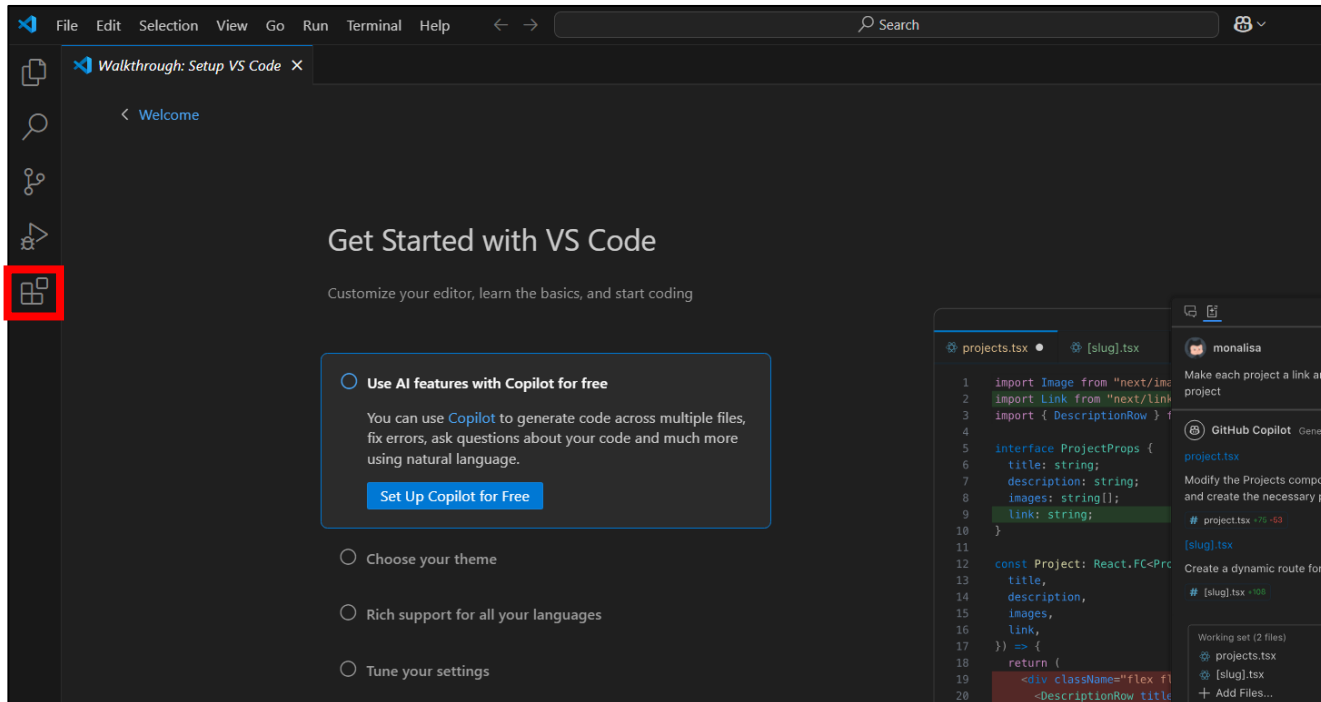 File Edit Selection View Go Run Terminal Help
Search
Walkthrough: Setup VS Code
Welcome
Get Started with VS Code
Customize your editor, learn the basics, and start coding
Use AI features with Copilot for free
You can use Copilot to generate code across multiple files,
fix errors, ask questions about your code and much more
using natural language.
Set Up Copilot for Free
Choose your theme
Rich support for all your languages
Tune your settings
projects.tsx
[slug].tsx
1 import Image from "next/ima
2 import Link from "next/link
3 import { DescriptionRow } f
4
5 interface ProjectProps {
6 title: string;
7 description: string;
8 images: string[];
9 link: string;
10 }
11
12 const Project: React.FC<Pro
13 title,
14 description,
15 images,
16 link,
17 }) => {
18 return (
19 <div className="flex fl
20 <DescriptionRow title
monalisa
Make each project a link an
project
GitHub Copilot Gene
project.tsx
Modify the Projects compo
and create the necessary p
# project.tsx +75 -53
[slug].tsx
Create a dynamic route for
# [slug].tsx +108
Working set (2 files)
projects.tsx
[slug].tsx
+ Add Files...